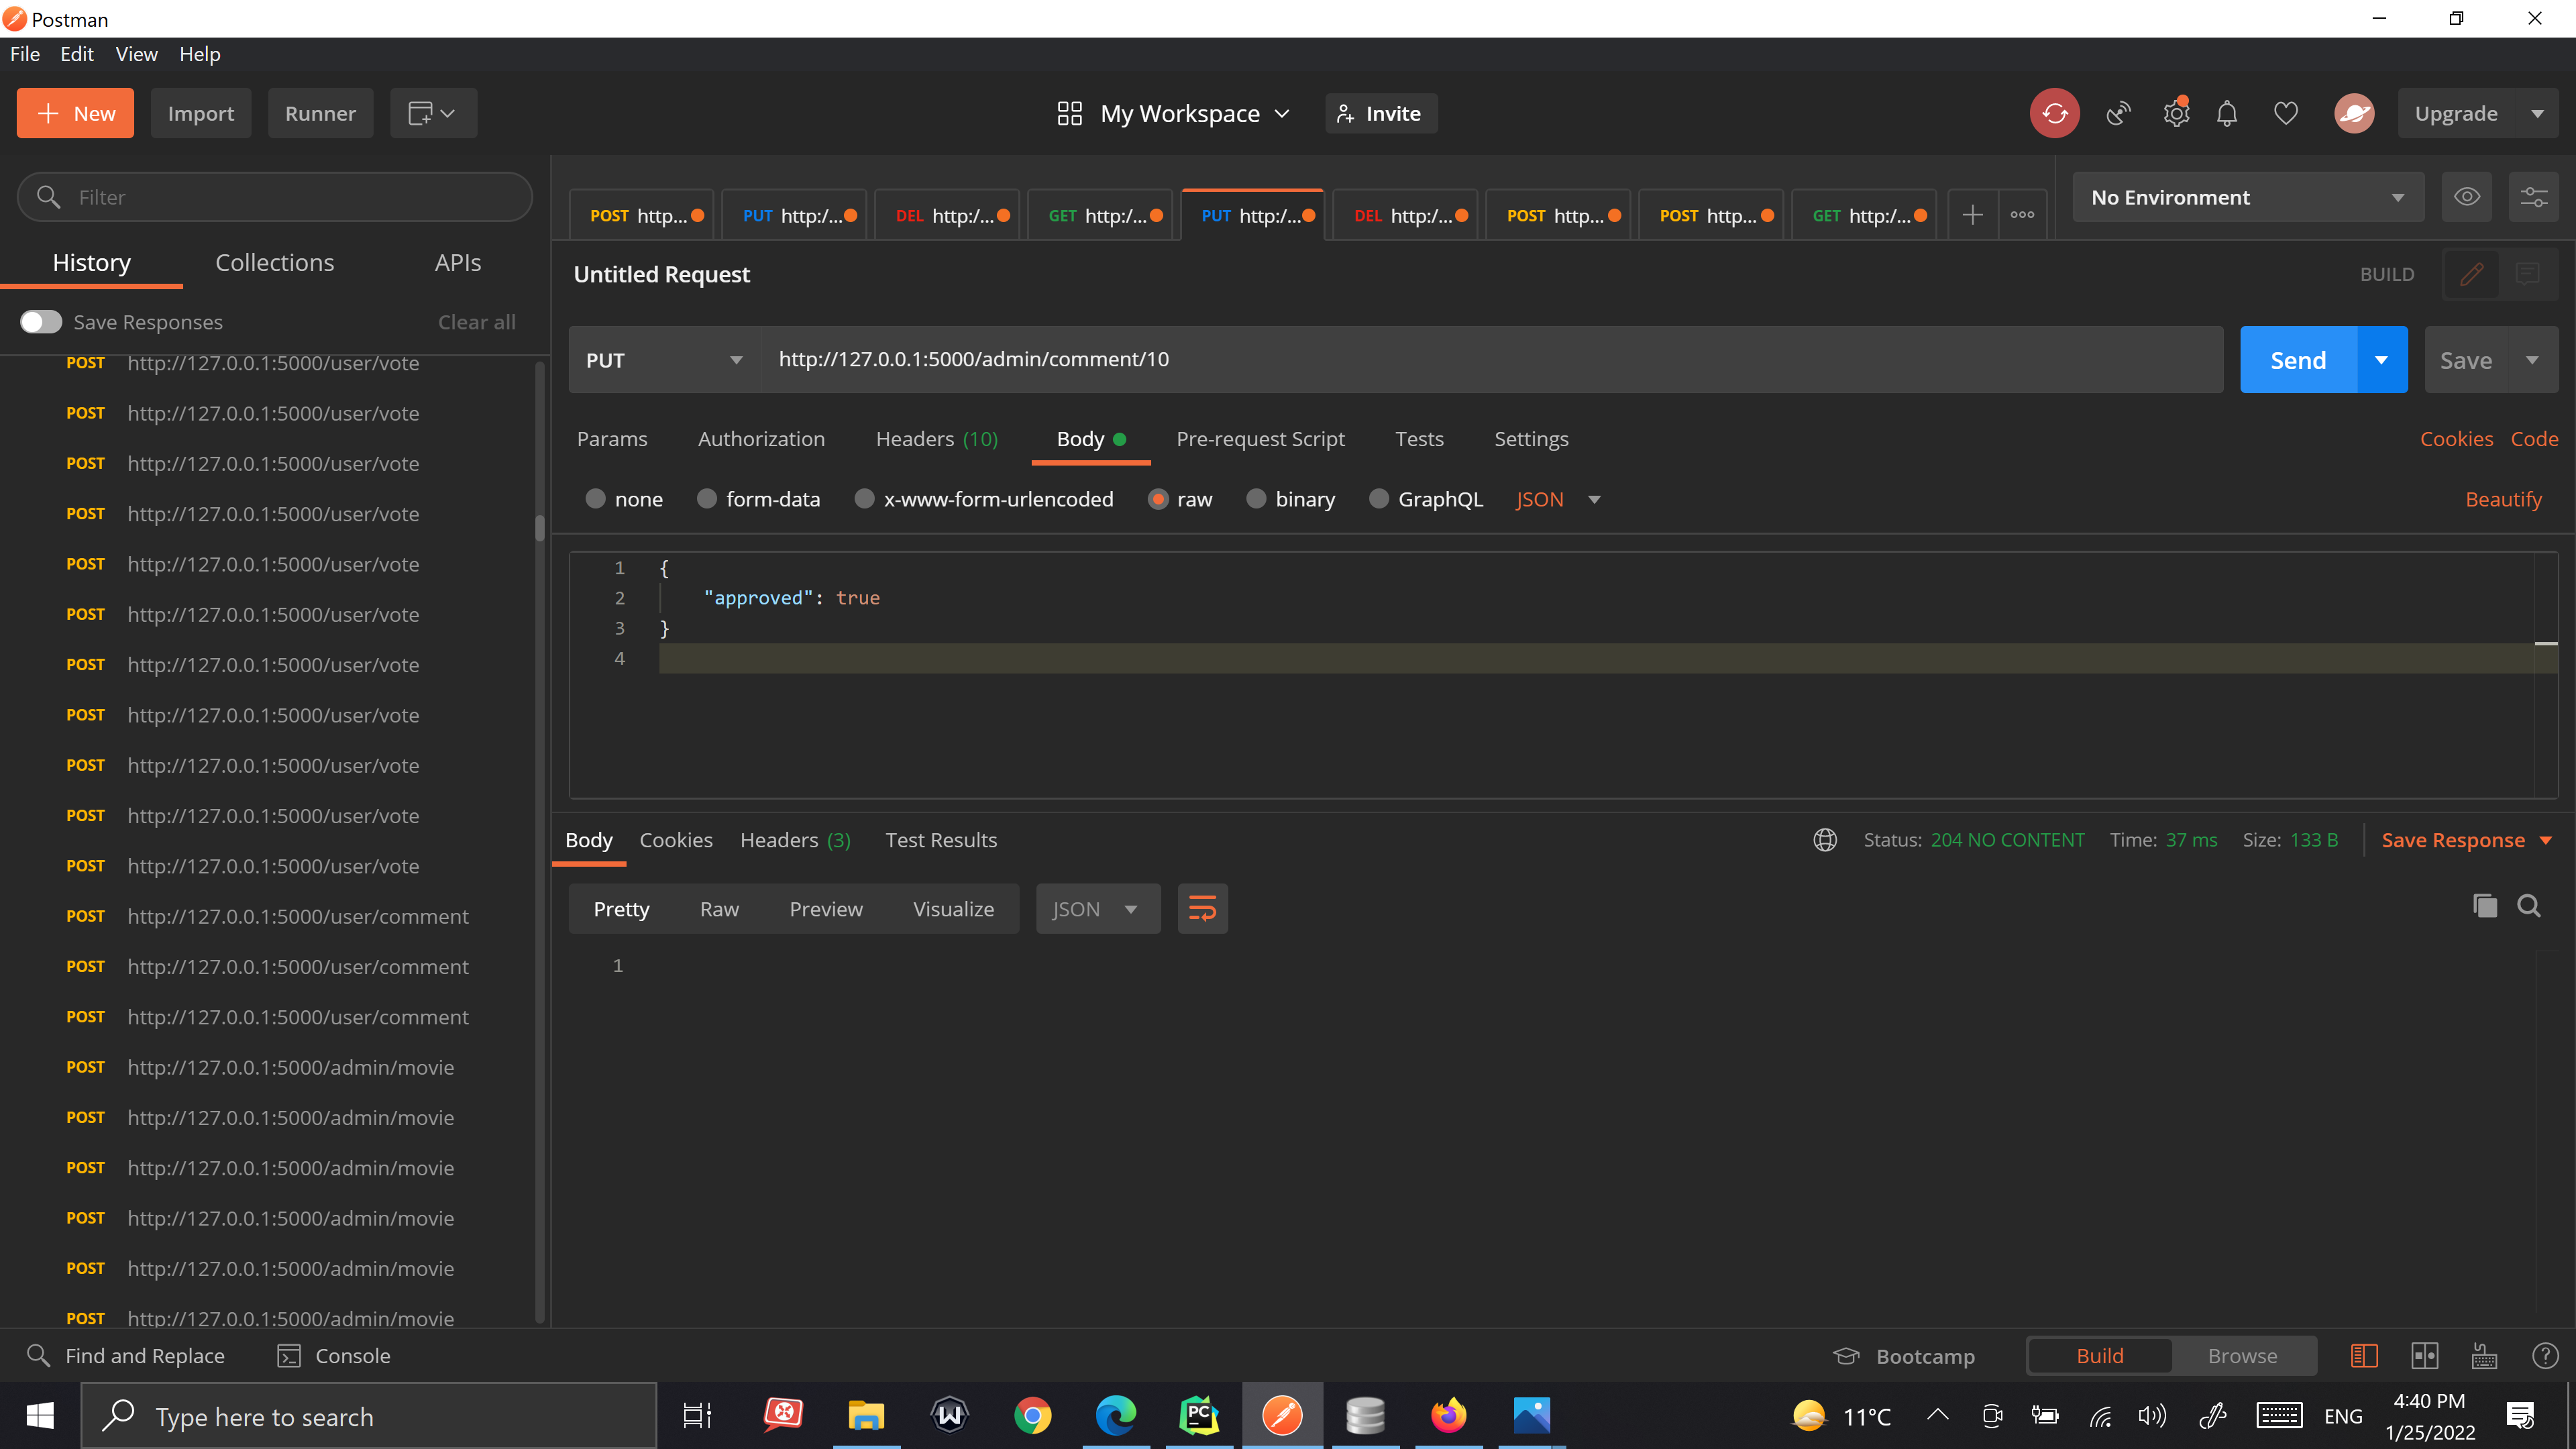 Postman
File Edit View Help
New Import Runner
My Workspace Invite Upgrade
Filter
History Collections APIs
Save Responses Clear all
POST http://127.0.0.1:5000/user/vote
POST http://127.0.0.1:5000/user/vote
POST http://127.0.0.1:5000/user/vote
POST http://127.0.0.1:5000/user/vote
POST http://127.0.0.1:5000/user/vote
POST http://127.0.0.1:5000/user/vote
POST http://127.0.0.1:5000/user/vote
POST http://127.0.0.1:5000/user/vote
POST http://127.0.0.1:5000/user/vote
POST http://127.0.0.1:5000/user/vote
POST http://127.0.0.1:5000/user/vote
POST http://127.0.0.1:5000/user/comment
POST http://127.0.0.1:5000/user/comment
POST http://127.0.0.1:5000/user/comment
POST http://127.0.0.1:5000/admin/movie
POST http://127.0.0.1:5000/admin/movie
POST http://127.0.0.1:5000/admin/movie
POST http://127.0.0.1:5000/admin/movie
POST http://127.0.0.1:5000/admin/movie
POST http://127.0.0.1:5000/admin/movie
POST http... PUT http:/... DEL http:/... GET http:/... PUT http:/... DEL http:/... POST http... POST http... GET http:/...
No Environment
Untitled Request BUILD
PUT http://127.0.0.1:5000/admin/comment/10 Send Save
Params Authorization Headers (10) Body Pre-request Script Tests Settings Cookies Code
none form-data x-www-form-urlencoded raw binary GraphQL JSON Beautify
1 {
2 "approved": true
3 }
4
Body Cookies Headers (3) Test Results Status: 204 NO CONTENT Time: 37 ms Size: 133 B Save Response
Pretty Raw Preview Visualize JSON
1
Find and Replace Console Bootcamp Build Browse
Type here to search
PC
11°C ENG
4:40 PM
1/25/2022